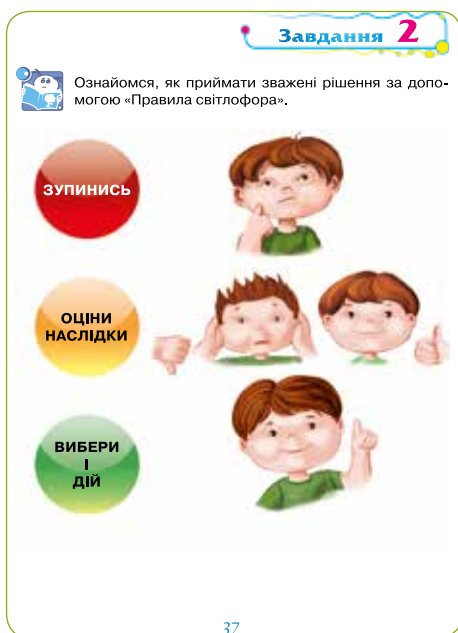 Завдання 2
Ознайомся, як приймати зважені рішення за допо-
могою «Правила світлофора».
ЗУПИНИСЬ
ОЦІНИ
НАСЛІДКИ
ВИБЕРИ
І
ДІЙ
37